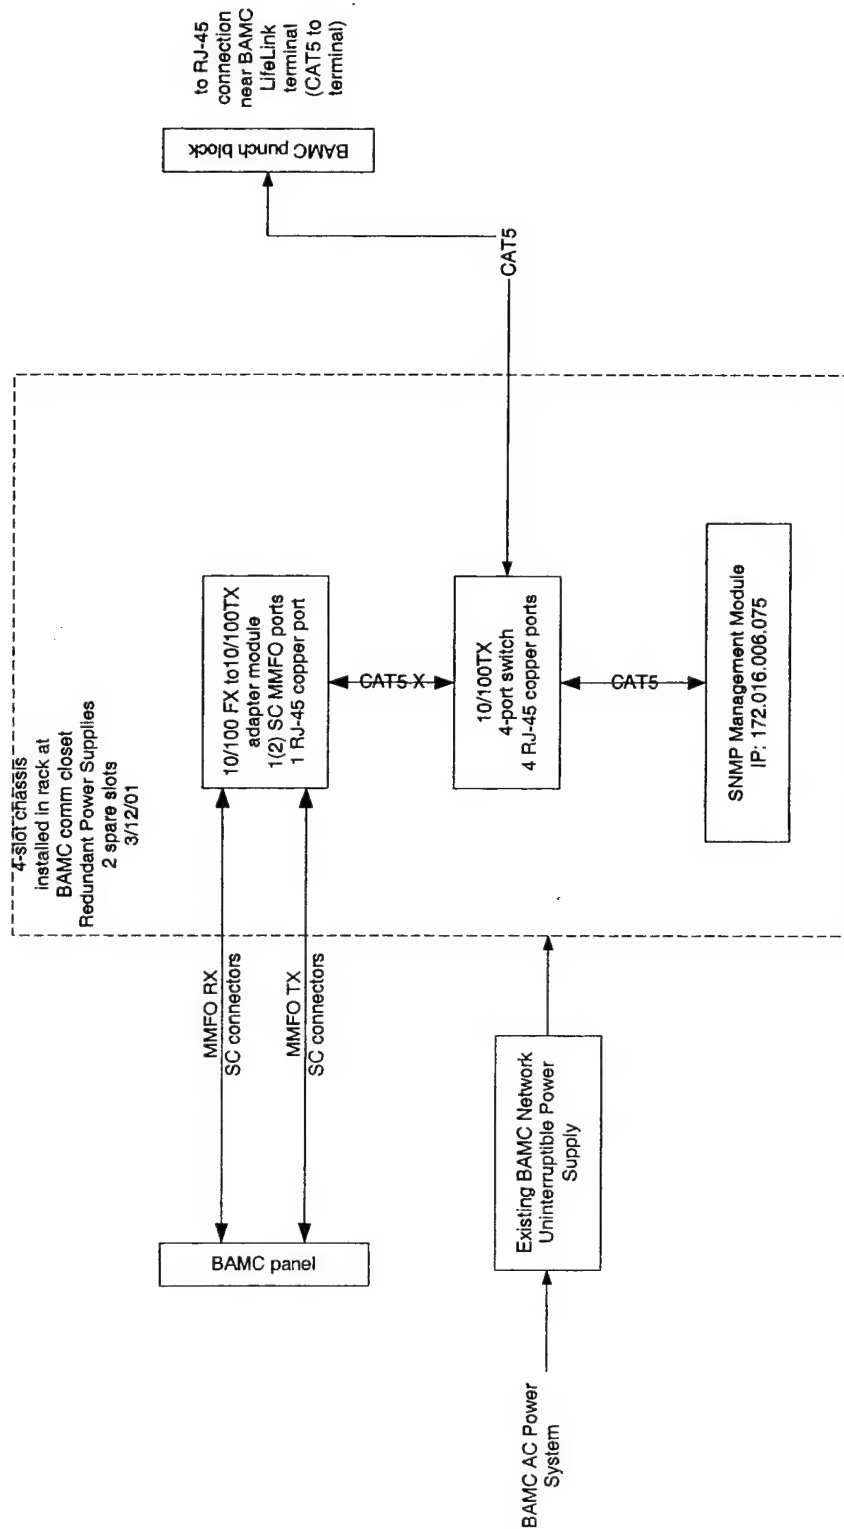 to RJ-45
connection
near BAMC
LifeLink
terminal
(CAT5 to
terminal)
BAMC punch block
CAT5
4-slot chassis
installed in rack at
BAMC comm closet
Redundant Power Supplies
2 spare slots
3/12/01
10/100 FX to10/100TX
adapter module
1(2) SC MMFO ports
1 RJ-45 copper port
CAT5 X
10/100TX
4-port switch
4 RJ-45 copper ports
CAT5
SNMP Management Module
IP: 172.016.006.075
MMFO RX
SC connectors
MMFO TX
SC connectors
BAMC panel
Existing BAMC Network
Uninterruptible Power
Supply
BAMC AC Power
System